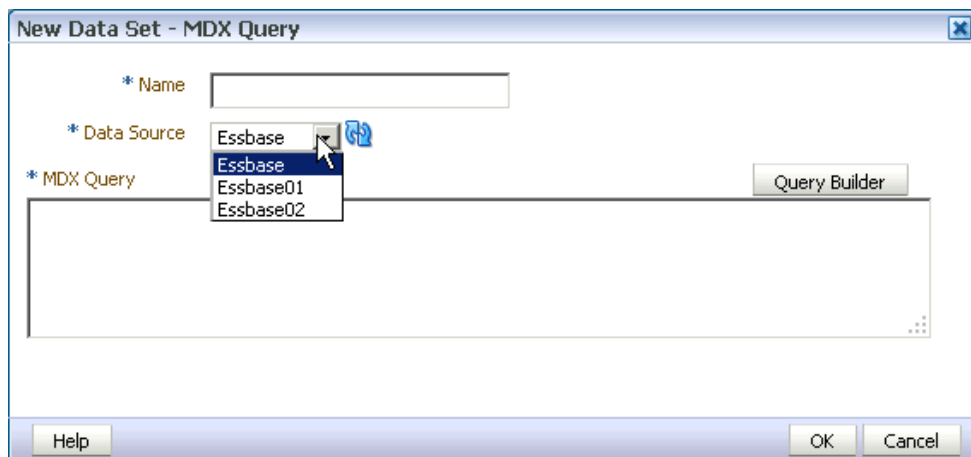 New Data Set - MDX Query
* Name
* Data Source Essbase
Essbase
* MDX Query
Essbase01
Query Builder
Essbase02
Help OK Cancel